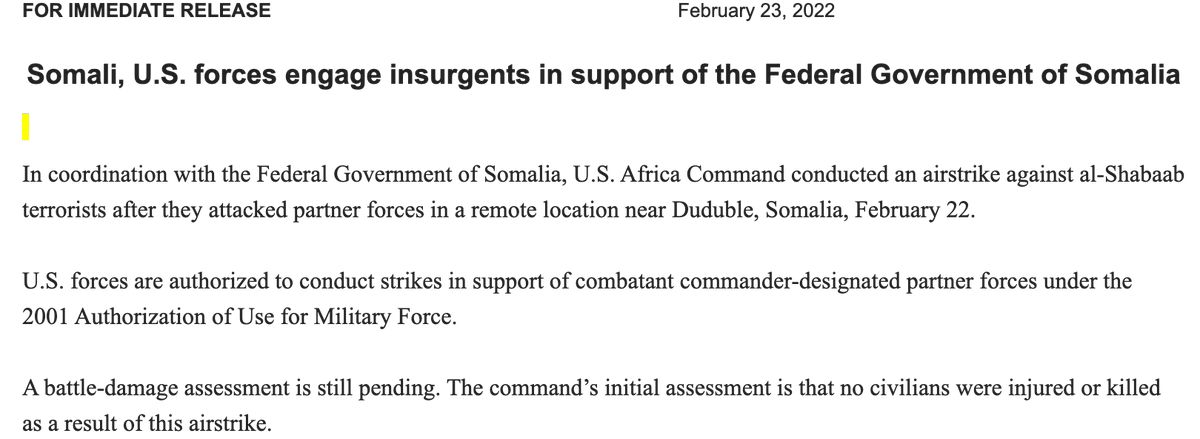 FOR IMMEDIATE RELEASE February 23, 2022
Somali, U.S. forces engage insurgents in support of the Federal Government of Somalia
In coordination with the Federal Government of Somalia, U.S. Africa Command conducted an airstrike against al-Shabaab
terrorists after they attacked partner forces in a remote location near Duduble, Somalia, February 22.
U.S. forces are authorized to conduct strikes in support of combatant commander-designated partner forces under the
2001 Authorization of Use for Military Force.
A battle-damage assessment is still pending. The command’s initial assessment is that no civilians were injured or killed
as a result of this airstrike.